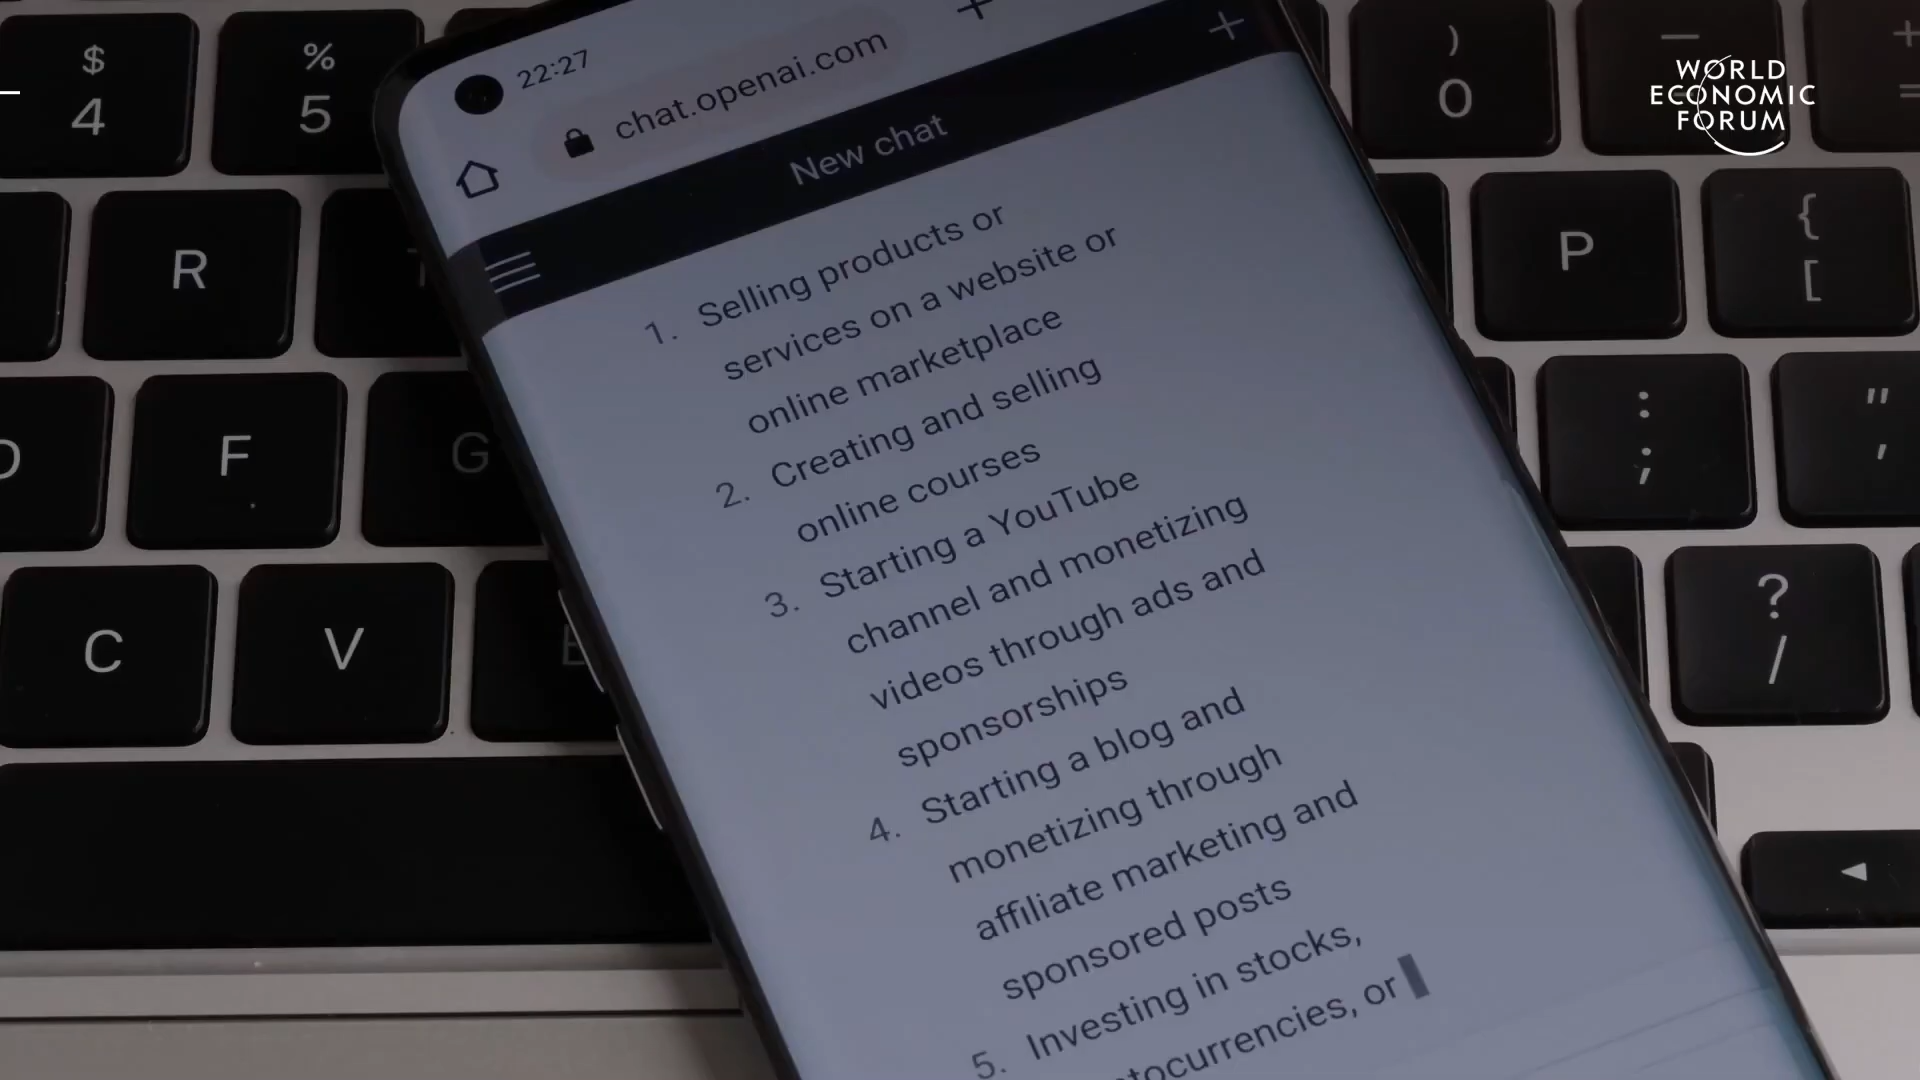 $
4
%
5
)
0
—
+
=
R
P
{
[
D
F
G
:
;
"
'
C
V
?
/
22:27
chat.openai.com
New chat
1. Selling products or
services on a website or
online marketplace
2. Creating and selling
online courses
3. Starting a YouTube
channel and monetizing
videos through ads and
sponsorships
4. Starting a blog and
monetizing through
affiliate marketing and
sponsored posts
5. Investing in stocks,
tocurrencies, or
WORLD
ECONOMIC
FORUM